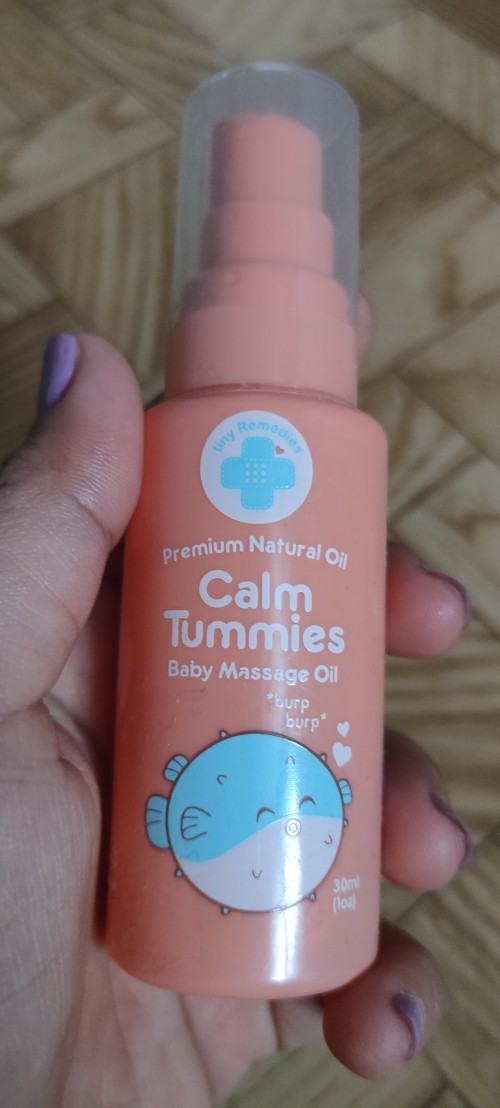 tiny Remedies
Premium Natural Oil
Calm
Tummies
Baby Massage Oil
*burp
burp*
30ml
(1oz)